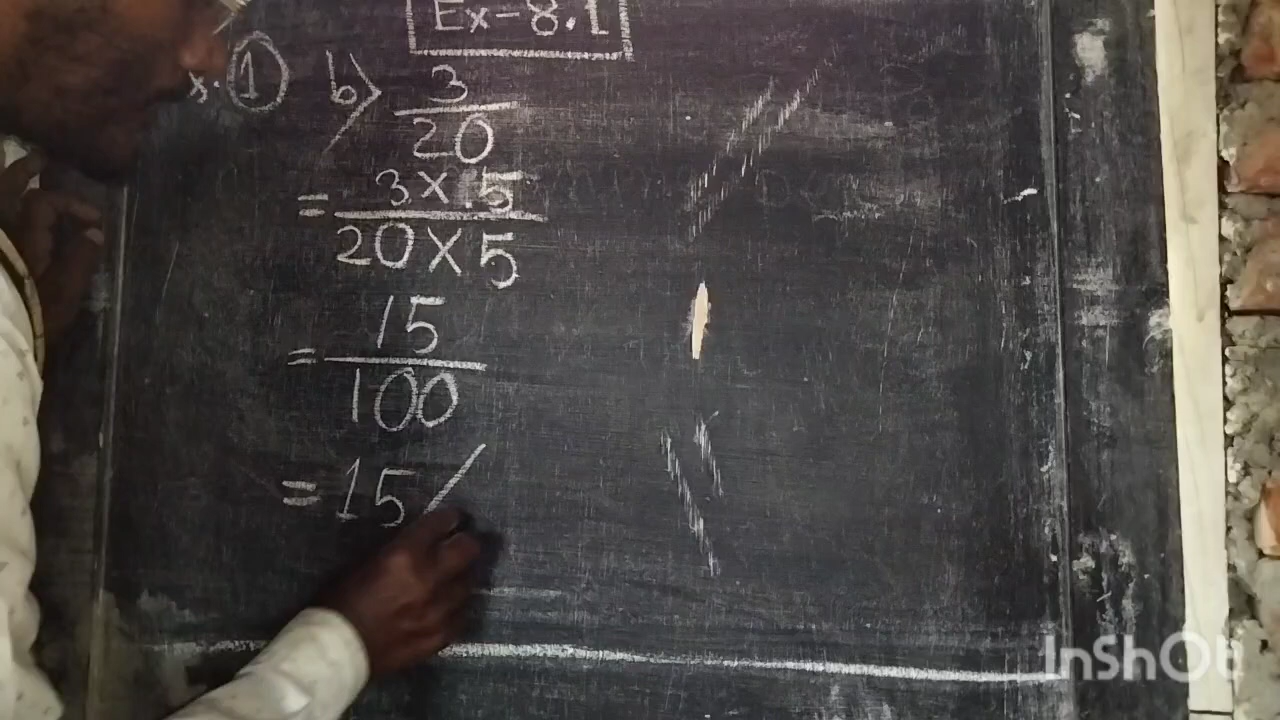 Ex-8.1
x. 1 b) 3/20
= 3×5/20×5
= 15/100
= 15/
InShOt